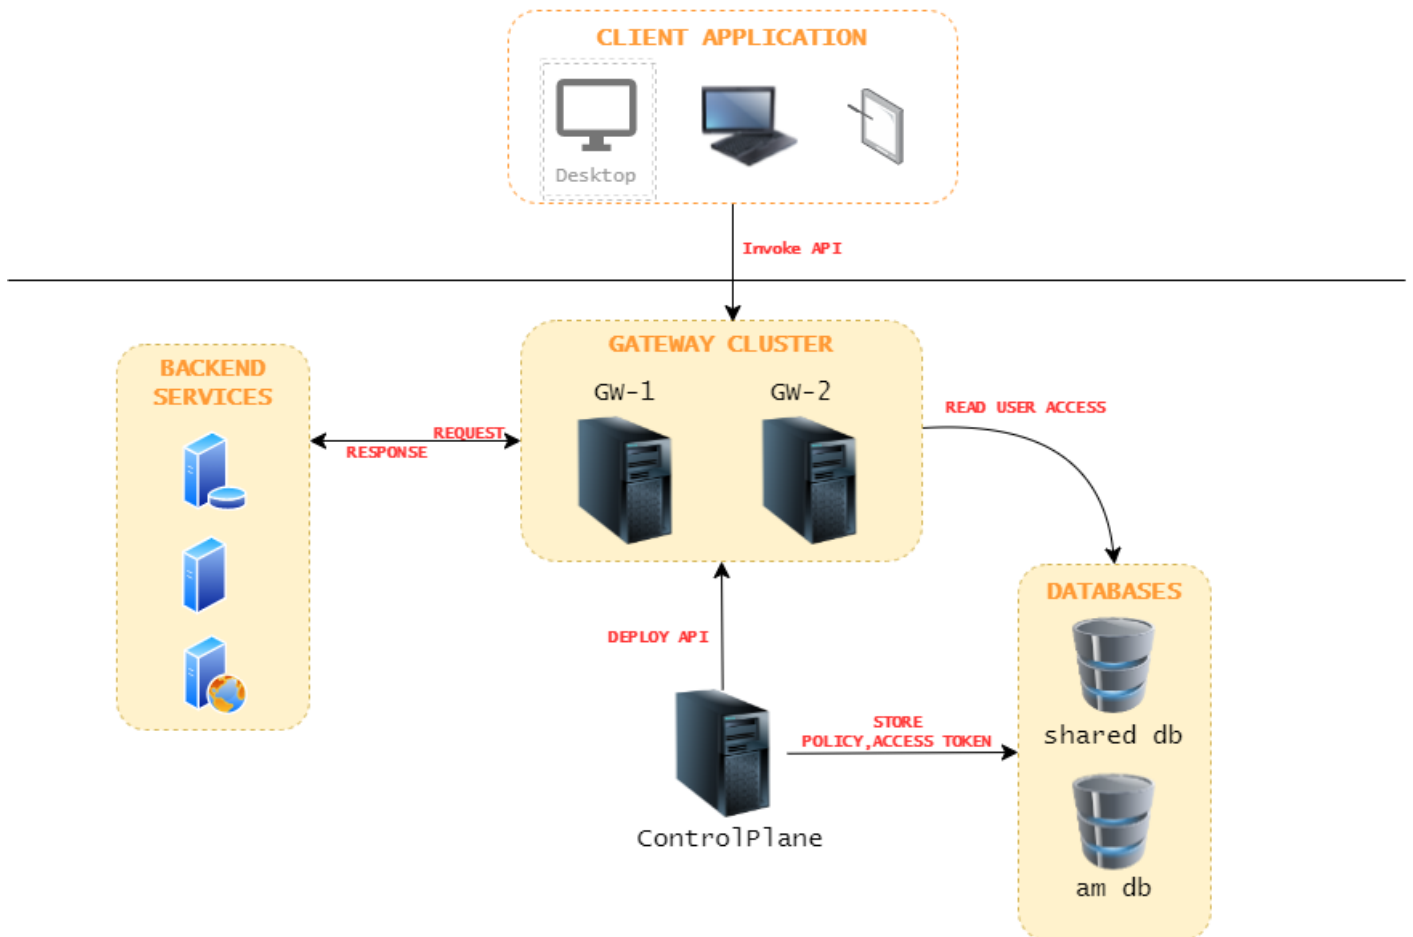 CLIENT APPLICATION
Desktop
Invoke API
GATEWAY CLUSTER
GW-1
GW-2
BACKEND
SERVICES
REQUEST
RESPONSE
READ USER ACCESS
DEPLOY API
STORE
POLICY,ACCESS TOKEN
ControlPlane
DATABASES
shared db
am db